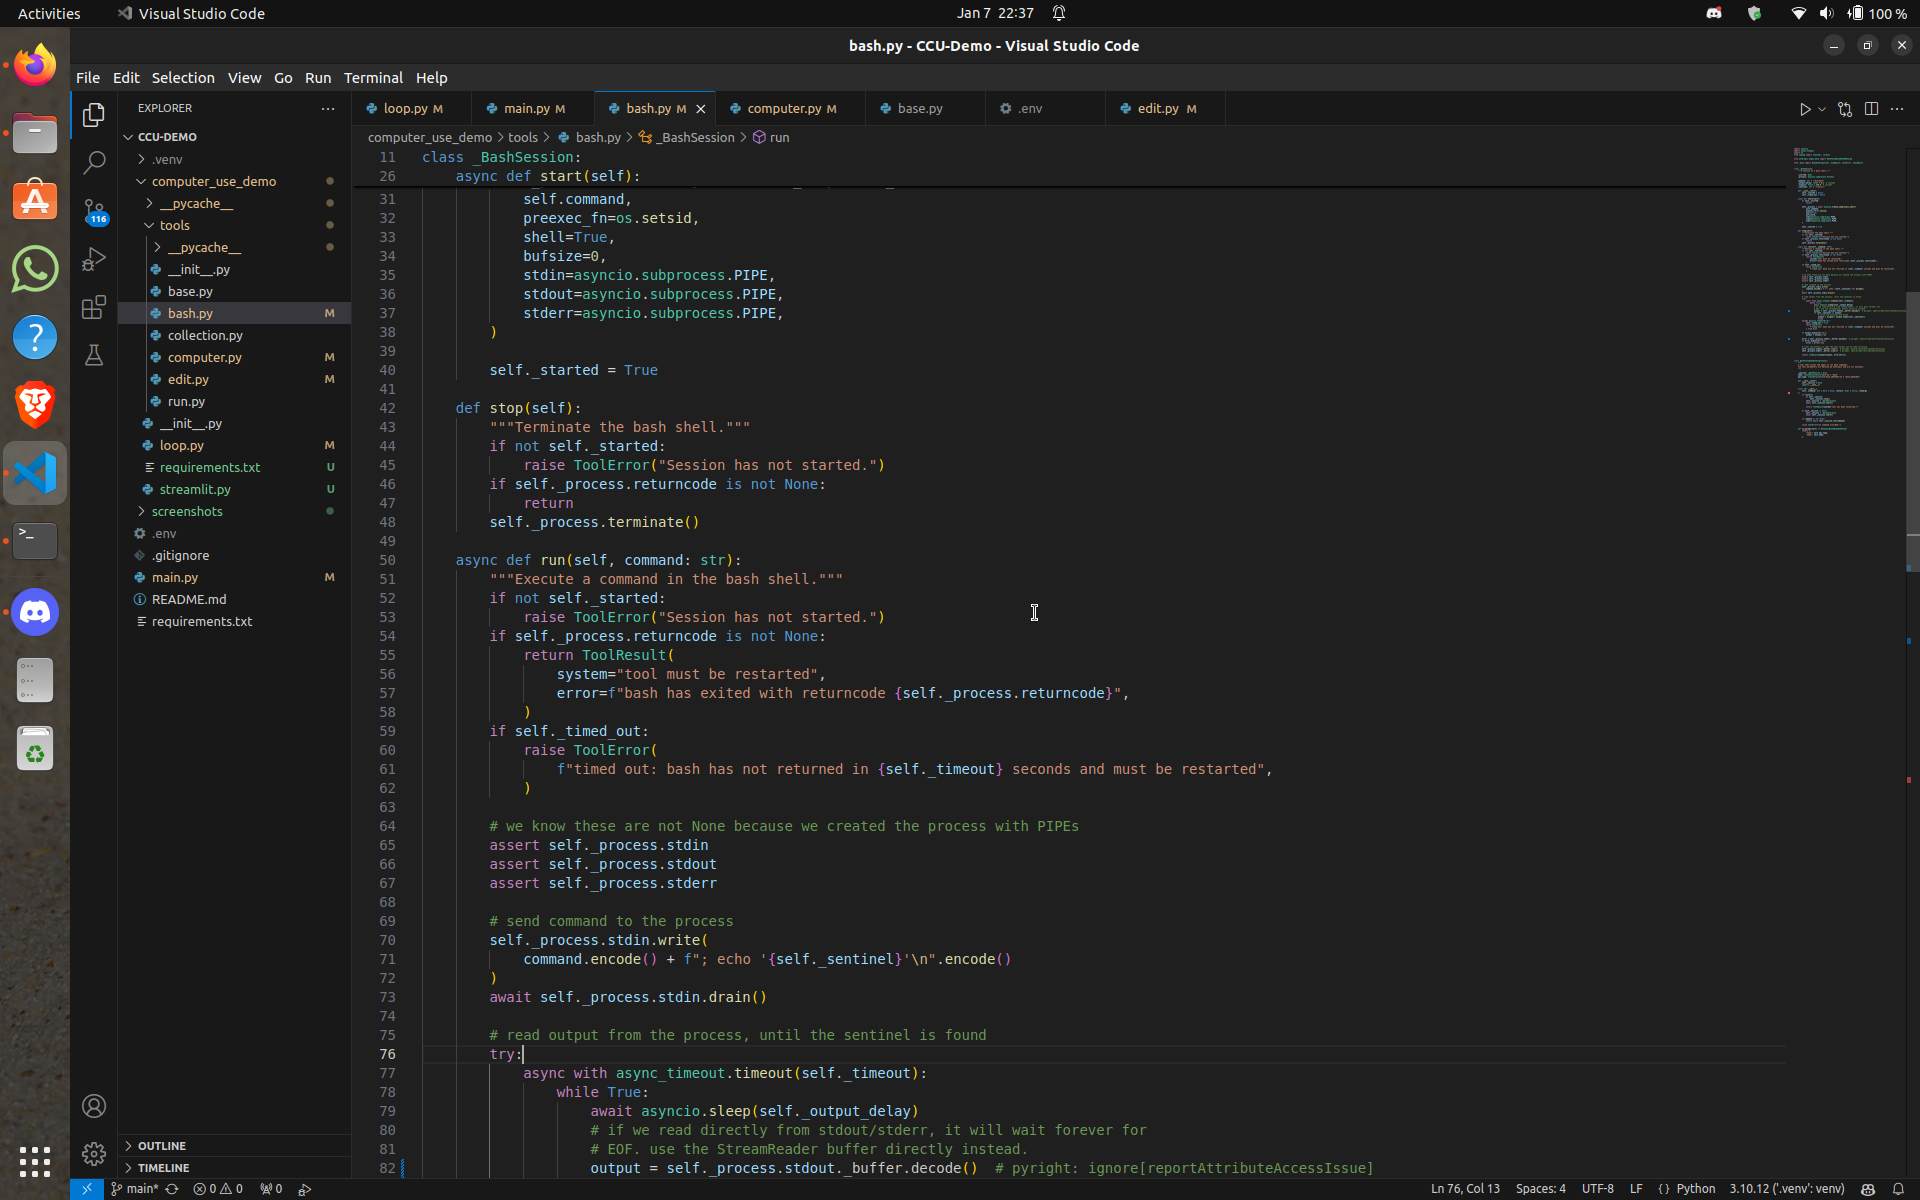 Activities
Visual Studio Code
Jan 7 22:37
100 %
bash.py - CCU-Demo - Visual Studio Code
File Edit Selection View Go Run Terminal Help
EXPLORER
CCU-DEMO
.venv
computer_use_demo
__pycache__
tools
__pycache__
__init__.py
base.py
bash.py M
collection.py
computer.py M
edit.py M
run.py
__init__.py
loop.py M
requirements.txt U
streamlit.py U
screenshots
.env
.gitignore
main.py M
README.md
requirements.txt
OUTLINE
TIMELINE
116
loop.py M main.py M bash.py M computer.py M base.py .env edit.py M
computer_use_demo > tools > bash.py > _BashSession > run
11 class _BashSession:
26 async def start(self):
31 self.command,
32 preexec_fn=os.setsid,
33 shell=True,
34 bufsize=0,
35 stdin=asyncio.subprocess.PIPE,
36 stdout=asyncio.subprocess.PIPE,
37 stderr=asyncio.subprocess.PIPE,
38 )
39
40 self._started = True
41
42 def stop(self):
43 """Terminate the bash shell."""
44 if not self._started:
45 raise ToolError("Session has not started.")
46 if self._process.returncode is not None:
47 return
48 self._process.terminate()
49
50 async def run(self, command: str):
51 """Execute a command in the bash shell."""
52 if not self._started:
53 raise ToolError("Session has not started.")
54 if self._process.returncode is not None:
55 return ToolResult(
56 system="tool must be restarted",
57 error=f"bash has exited with returncode {self._process.returncode}",
58 )
59 if self._timed_out:
60 raise ToolError(
61 f"timed out: bash has not returned in {self._timeout} seconds and must be restarted",
62 )
63
64 # we know these are not None because we created the process with PIPEs
65 assert self._process.stdin
66 assert self._process.stdout
67 assert self._process.stderr
68
69 # send command to the process
70 self._process.stdin.write(
71 command.encode() + f"; echo '{self._sentinel}'\n".encode()
72 )
73 await self._process.stdin.drain()
74
75 # read output from the process, until the sentinel is found
76 try:
77 async with async_timeout.timeout(self._timeout):
78 while True:
79 await asyncio.sleep(self._output_delay)
80 # if we read directly from stdout/stderr, it will wait forever for
81 # EOF. use the StreamReader buffer directly instead.
82 output = self._process.stdout._buffer.decode() # pyright: ignore[reportAttributeAccessIssue]
main* 0 0 0
Ln 76, Col 13 Spaces: 4 UTF-8 LF {} Python 3.10.12 ('.venv': venv)